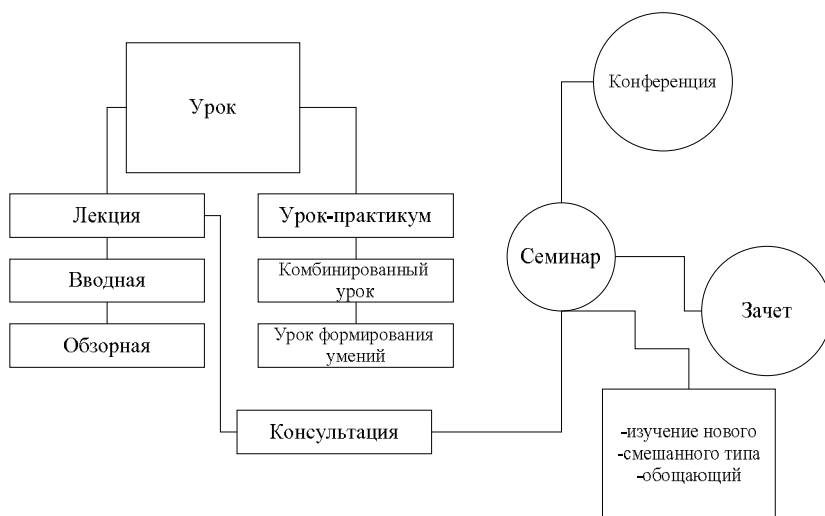 Урок
Конференция
Лекция
Урок-практикум
Вводная
Комбинированный
урок
Обзорная
Урок формирования
умений
Семинар
Зачет
Консультация
-изучение нового
-смешанного типа
-обощающий